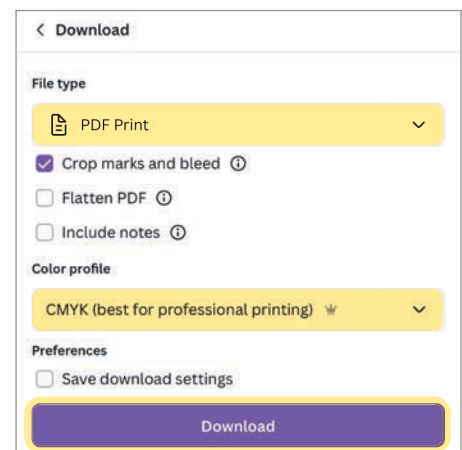 Download
File type
PDF Print
Crop marks and bleed
Flatten PDF
Include notes
Color profile
CMYK (best for professional printing)
Preferences
Save download settings
Download